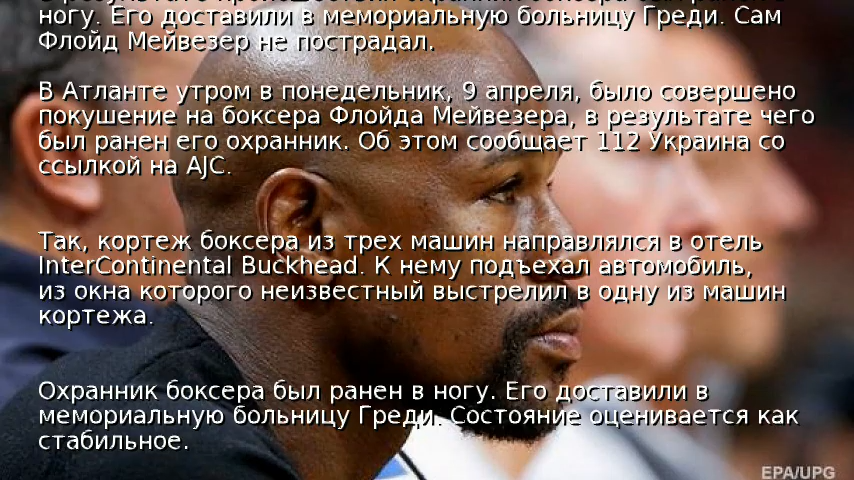 ногу. Его доставили в мемориальную больницу Греди. Сам
Флойд Мейвезер не пострадал.
В Атланте утром в понедельник, 9 апреля, было совершено
покушение на боксера Флойда Мейвезера, в результате чего
был ранен его охранник. Об этом сообщает 112 Украина со
ссылкой на AJC.
Так, кортеж боксера из трех машин направлялся в отель
InterContinental Buckhead. К нему подъехал автомобиль,
из окна которого неизвестный выстрелил в одну из машин
кортежа.
Охранник боксера был ранен в ногу. Его доставили в
мемориальную больницу Греди. Состояние оценивается как
стабильное.
EPA/UPG